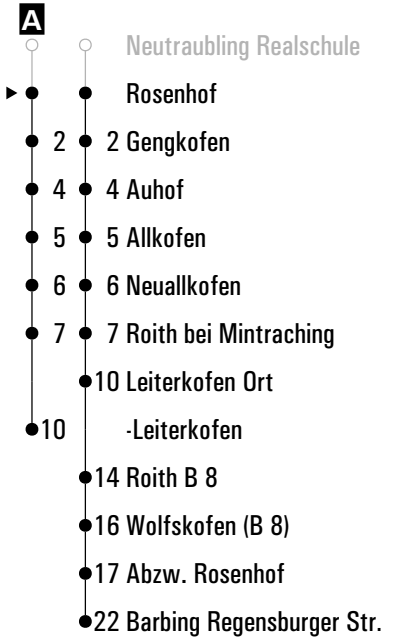 A
Neutraubling Realschule
Rosenhof
2 2 Gengkofen
4 4 Auhof
5 5 Allkofen
6 6 Neuallkofen
7 7 Roith bei Mintraching
10 Leiterkofen Ort
10 -Leiterkofen
14 Roith B 8
16 Wolfskofen (B 8)
17 Abzw. Rosenhof
22 Barbing Regensburger Str.